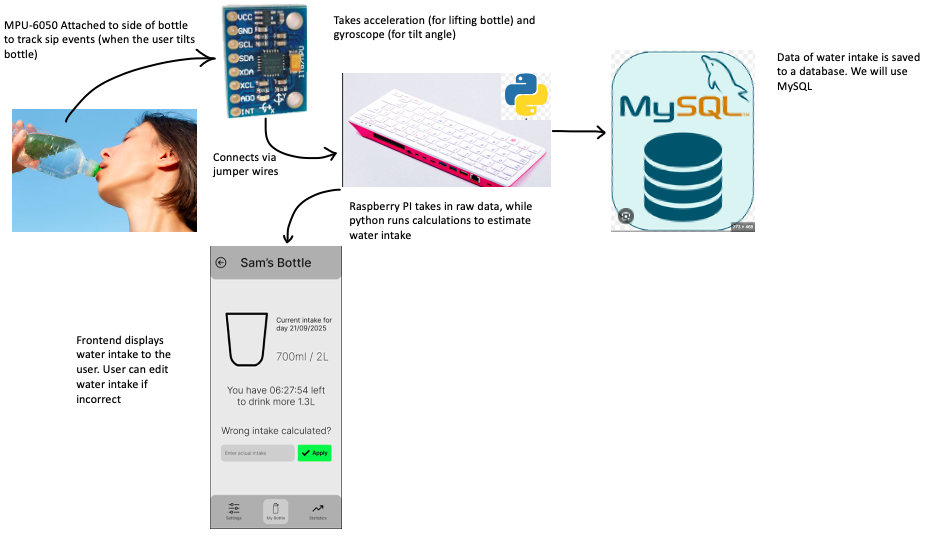 MPU-6050 Attached to side of bottle
to track sip events (when the user tilts
bottle)
VCC
GND
SCL
SDA
XDA
XCL
ADO
INT
ITG/MPU
X
Y
Takes acceleration (for lifting bottle) and
gyroscope (for tilt angle)
Connects via
jumper wires
Raspberry PI takes in raw data, while
python runs calculations to estimate
water intake
MySQL
TM
373 × 466
Data of water intake is saved
to a database. We will use
MySQL
Frontend displays
water intake to the
user. User can edit
water intake if
incorrect
Sam's Bottle
Current intake for
day 21/09/2025
700ml / 2L
You have 06:27:54 left
to drink more 1.3L
Wrong intake calculated?
Enter actual intake
Apply
Settings
My Bottle
Statistics